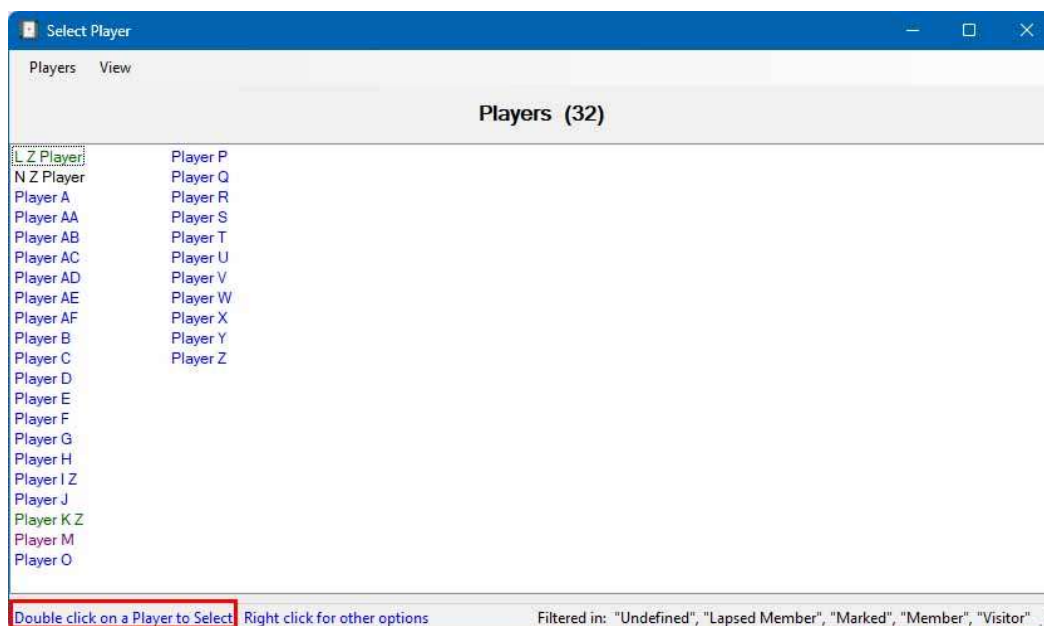 Select Player
Players View
Players (32)
L Z Player
N Z Player
Player A
Player AA
Player AB
Player AC
Player AD
Player AE
Player AF
Player B
Player C
Player D
Player E
Player F
Player G
Player H
Player I Z
Player J
Player K Z
Player M
Player O
Player P
Player Q
Player R
Player S
Player T
Player U
Player V
Player W
Player X
Player Y
Player Z
Double click on a Player to Select Right click for other options Filtered in: "Undefined", "Lapsed Member", "Marked", "Member", "Visitor"